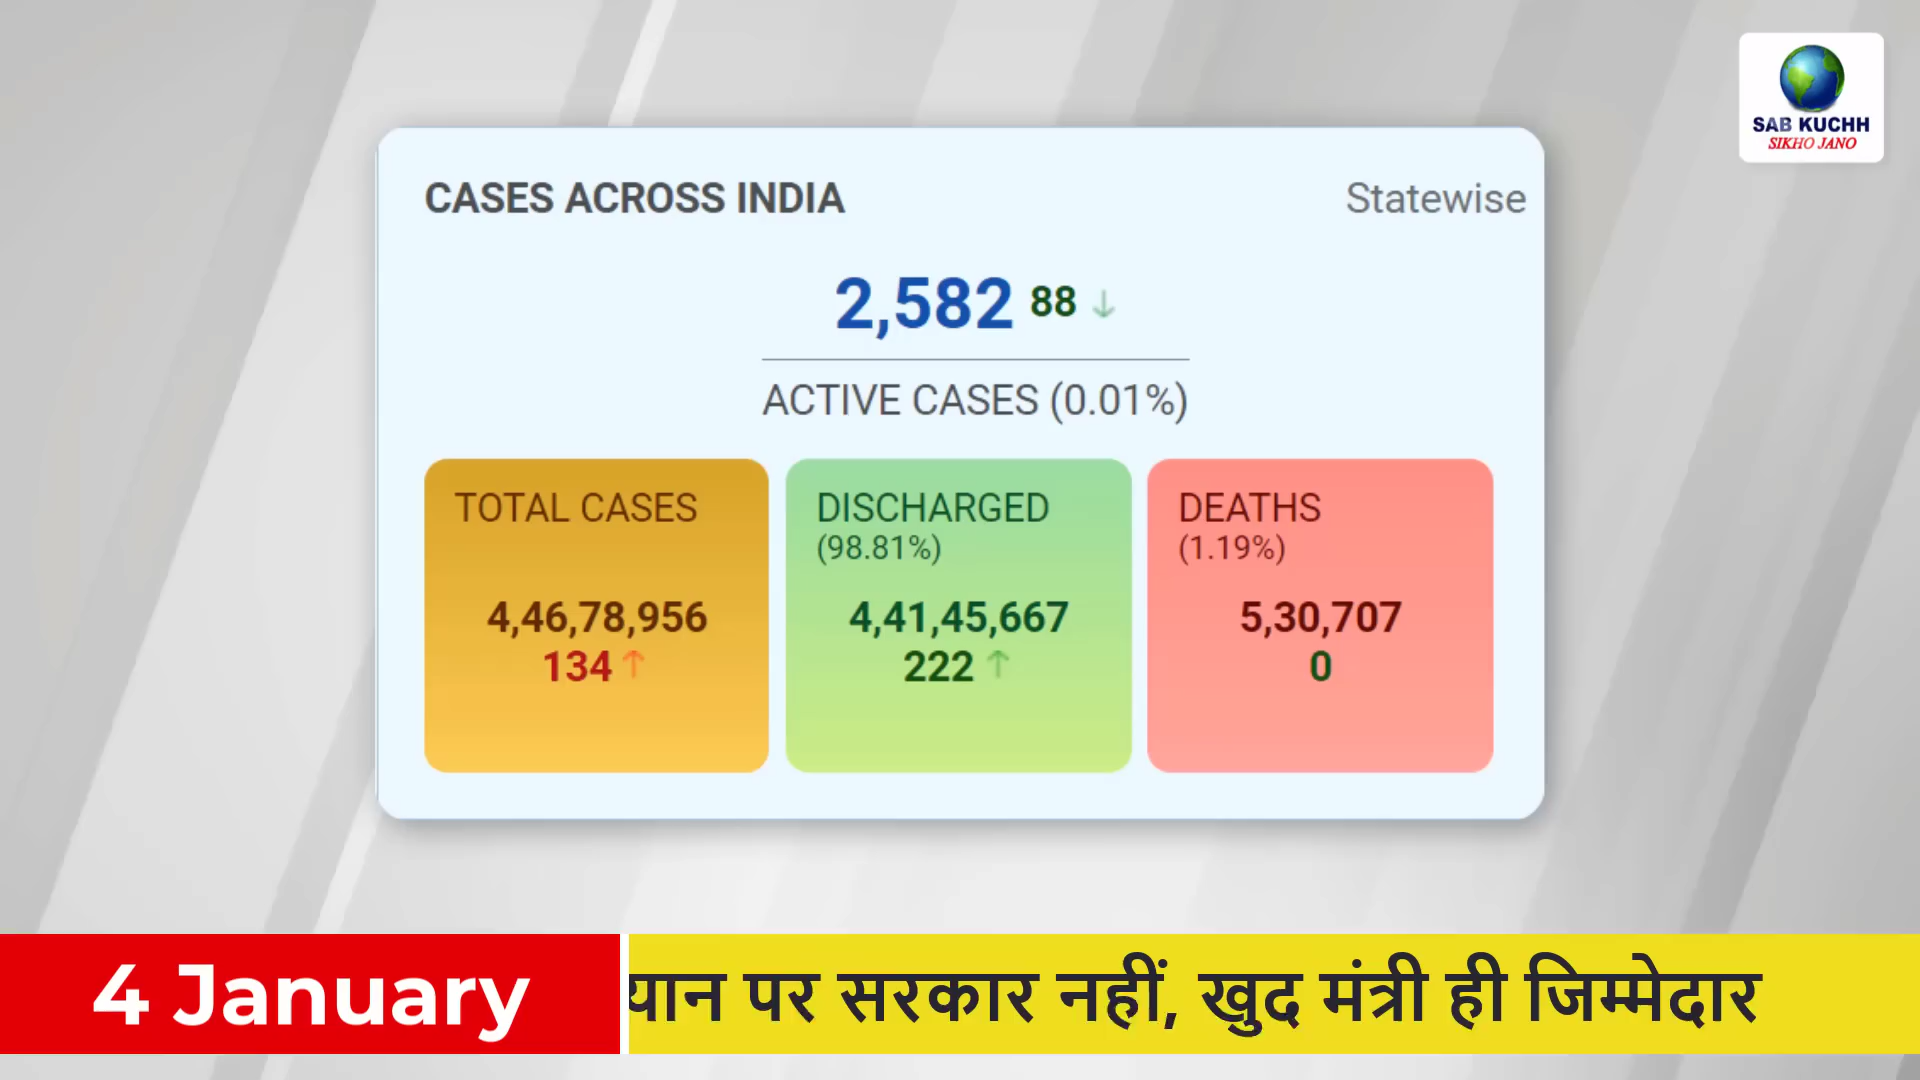 SAB KUCHH
SIKHO JANO
CASES ACROSS INDIA
Statewise
2,582 88 ↓
ACTIVE CASES (0.01%)
TOTAL CASES
4,46,78,956
134 ↑
DISCHARGED
(98.81%)
4,41,45,667
222 ↑
DEATHS
(1.19%)
5,30,707
0
4 January
पर सरकार नहीं, खुद मंत्री ही जिम्मेदार